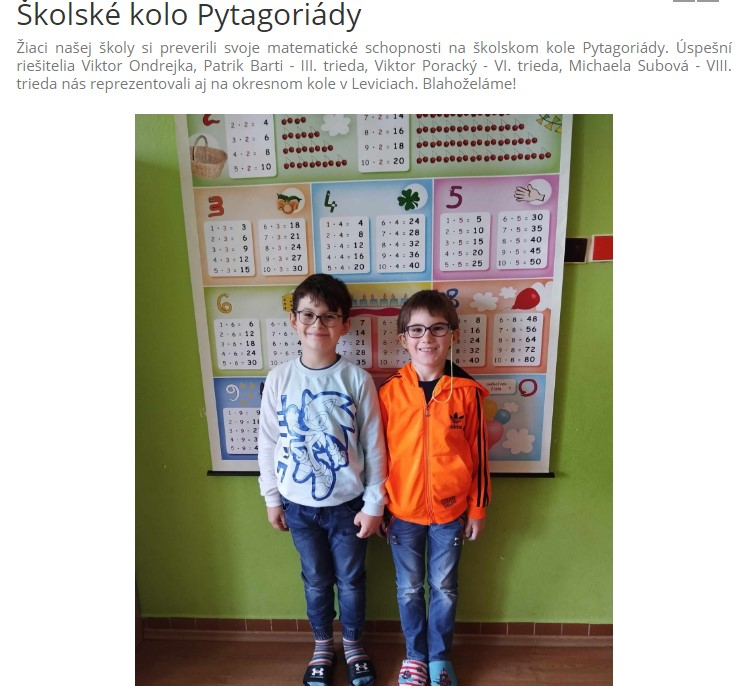 Školské kolo Pytagoriády
Žiaci našej školy si preverili svoje matematické schopnosti na školskom kole Pytagoriády. Úspešní
riešitelia Viktor Ondrejka, Patrik Barti - III. trieda, Viktor Poracký - VI. trieda, Michaela Subová - VIII.
trieda nás reprezentovali aj na okresnom kole v Leviciach. Blahoželáme!
2 · 2 = 4
3 · 2 = 6
4 · 2 = 8
5 · 2 = 10
7 · 2 = 14
8 · 2 = 16
9 · 2 = 18
10 · 2 = 20
3
1 · 3 = 3
2 · 3 = 6
3 · 3 = 9
4 · 3 = 12
5 · 3 = 15
6 · 3 = 18
7 · 3 = 21
8 · 3 = 24
9 · 3 = 27
10 · 3 = 30
4
1 · 4 = 4
2 · 4 = 8
3 · 4 = 12
4 · 4 = 16
5 · 4 = 20
6 · 4 = 24
7 · 4 = 28
8 · 4 = 32
9 · 4 = 36
10 · 4 = 40
5
1 · 5 = 5
2 · 5 = 10
3 · 5 = 15
4 · 5 = 20
5 · 5 = 25
6 · 5 = 30
7 · 5 = 35
8 · 5 = 40
9 · 5 = 45
10 · 5 = 50
6
1 · 6 = 6
2 · 6 = 12
3 · 6 = 18
4 · 6 = 24
5 · 6 = 30
8
6 · 8 = 48
7 · 8 = 56
8 · 8 = 64
9 · 8 = 72
10 · 8 = 80
9
1 · 9 = 9
adidas